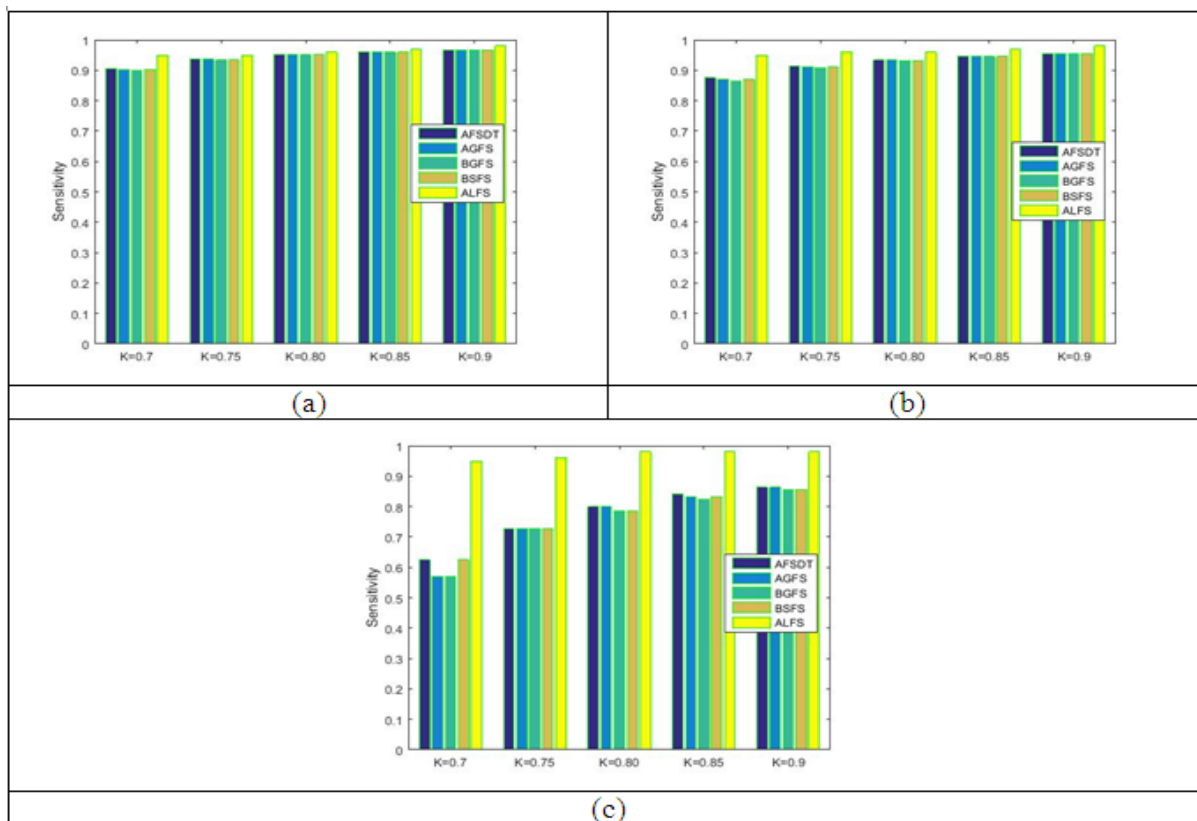 1
0.9
0.8
0.7
0.6
0.5
0.4
0.3
0.2
0.1
0
Sensitivity
K=0.7 K=0.75 K=0.80 K=0.85 K=0.9
AFSDT
AGFS
BGFS
BSFS
ALFS
(a)
1
0.9
0.8
0.7
0.6
0.5
0.4
0.3
0.2
0.1
0
Sensitivity
K=0.7 K=0.75 K=0.80 K=0.85 K=0.9
AFSDT
AGFS
BGFS
BSFS
ALFS
(b)
1
0.9
0.8
0.7
0.6
0.5
0.4
0.3
0.2
0.1
0
Sensitivity
K=0.7 K=0.75 K=0.80 K=0.85 K=0.9
AFSDT
AGFS
BGFS
BSFS
ALFS
(c)